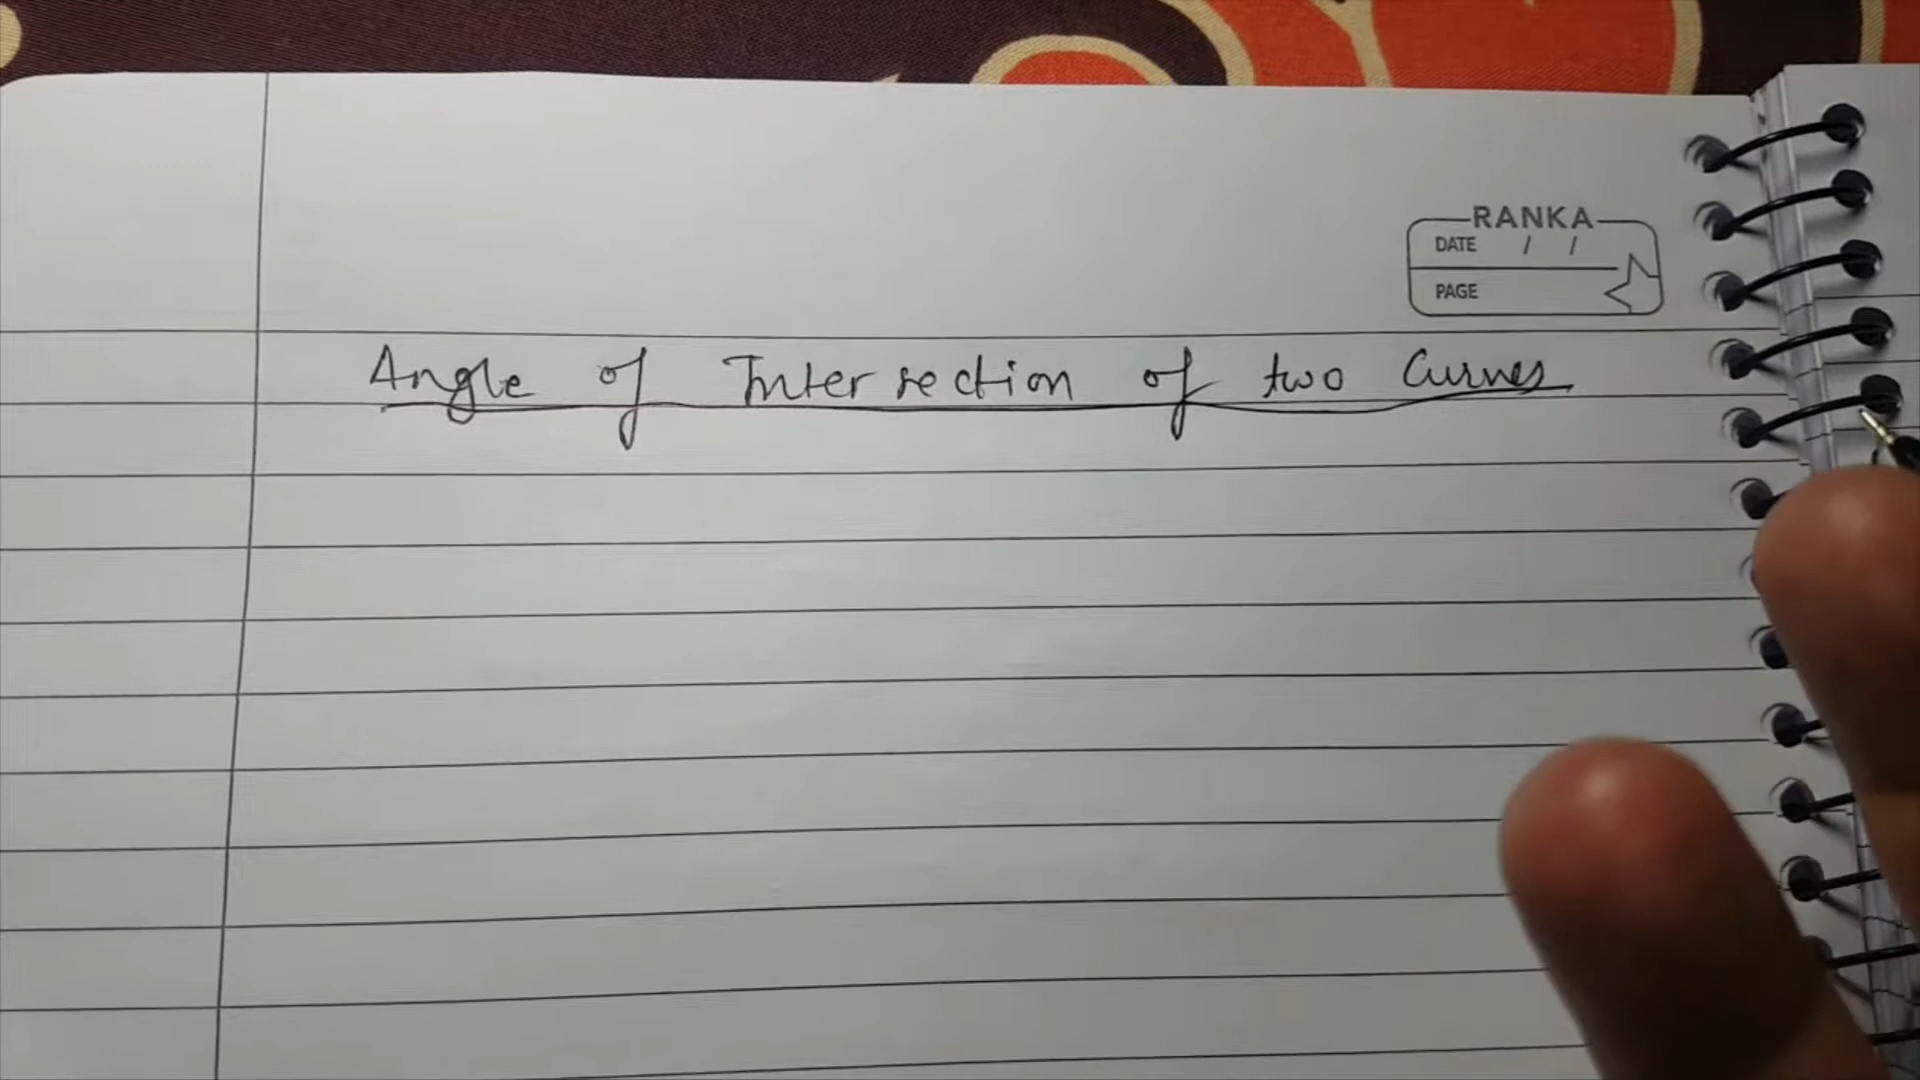 RANKA
DATE / /
PAGE
Angle of Intersection of two Curves